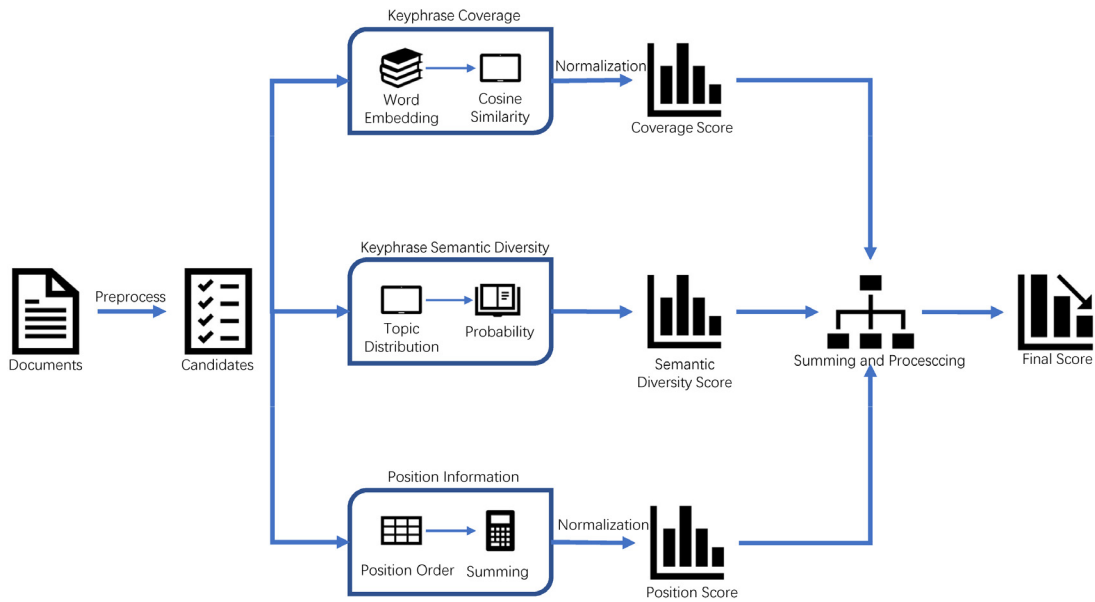 Keyphrase Coverage
Word
Embedding
Cosine
Similarity
Normalization
Coverage Score
Keyphrase Semantic Diversity
Preprocess
Documents
Candidates
Topic
Distribution
Probability
Semantic
Diversity Score
Summing and Procesccing
Final Score
Position Information
Position Order
Summing
Normalization
Position Score